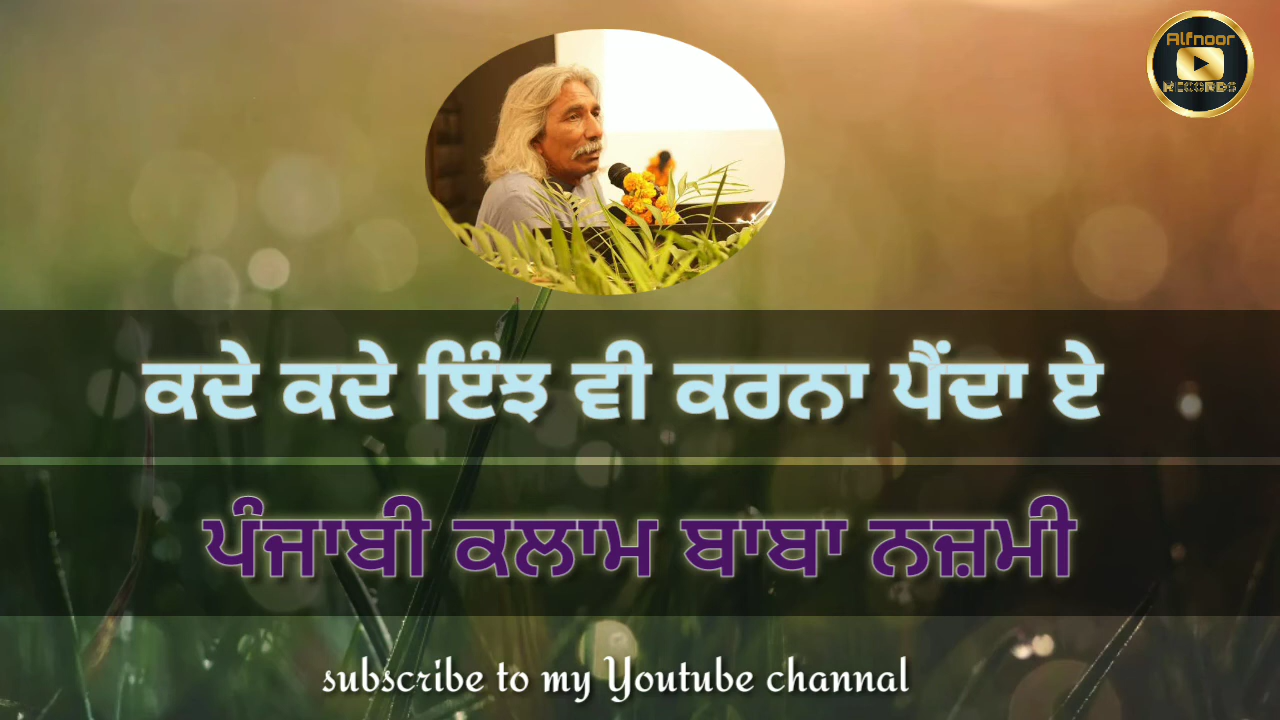 Alfnoor
RECORDS
ਕਦੇ ਕਦੇ ਇੰਝ ਵੀ ਕਰਨਾ ਪੈਂਦਾ ਏ
ਪੰਜਾਬੀ ਕਲਾਮ ਬਾਬਾ ਨਜ਼ਮੀ
subscribe to my Youtube channal